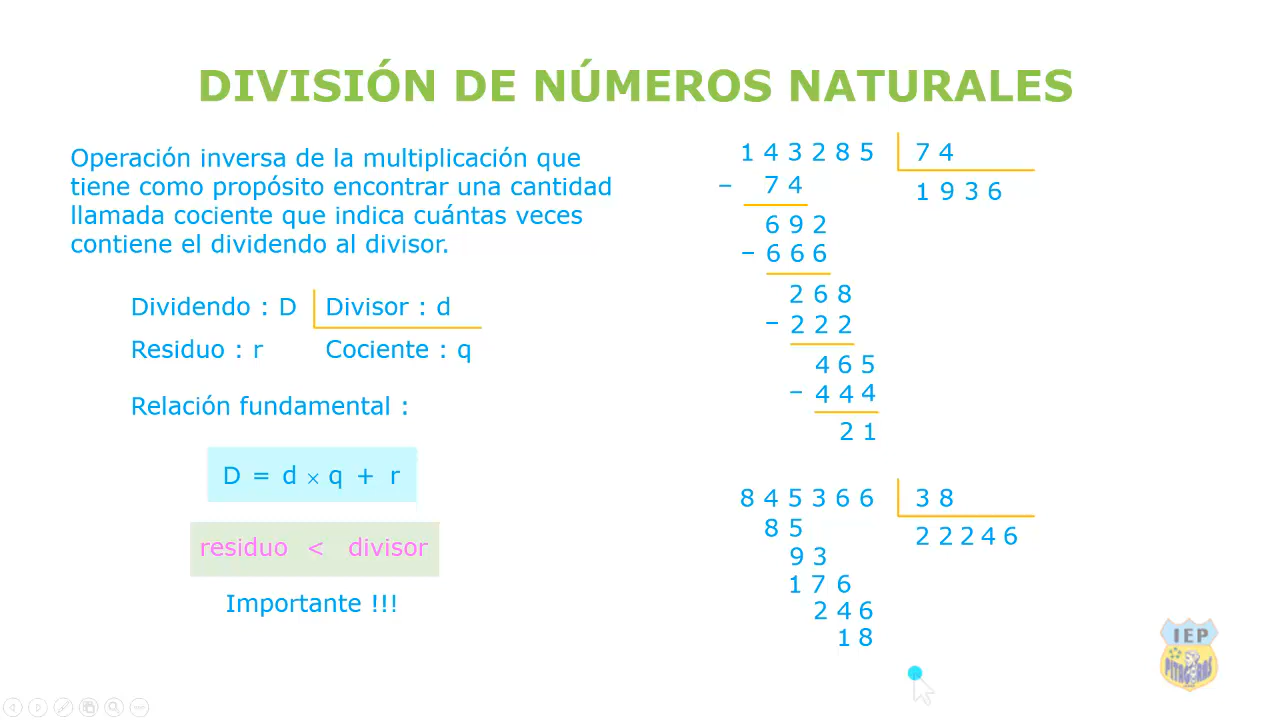 DIVISIÓN DE NÚMEROS NATURALES
Operación inversa de la multiplicación que
tiene como propósito encontrar una cantidad
llamada cociente que indica cuántas veces
contiene el dividendo al divisor.
Dividendo : D Divisor : d
Residuo : r Cociente : q
Relación fundamental :
D = d × q + r
residuo < divisor
Importante !!!
1 4 3 2 8 5 7 4
– 7 4 1 9 3 6
6 9 2
– 6 6 6
2 6 8
– 2 2 2
4 6 5
– 4 4 4
2 1
8 4 5 3 6 6 3 8
8 5 2 2 2 4 6
9 3
1 7 6
2 4 6
1 8
IEP
PITAGORAS